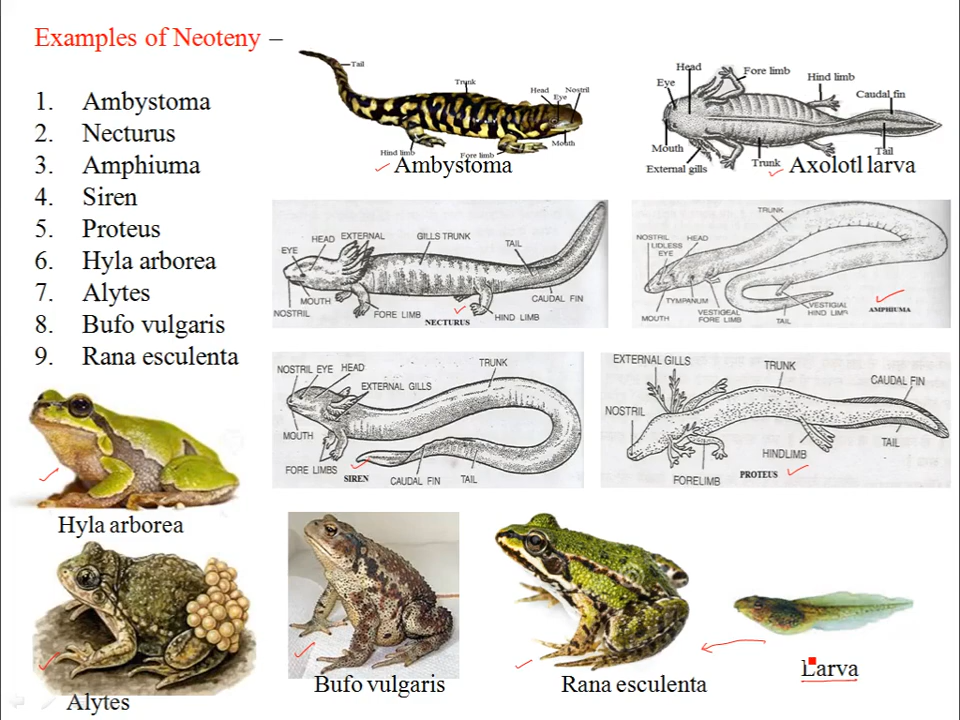 Examples of Neoteny –
1. Ambystoma
2. Necturus
3. Amphiuma
4. Siren
5. Proteus
6. Hyla arborea
7. Alytes
8. Bufo vulgaris
9. Rana esculenta
Tail
Trunk
Head
Eye
Nostril
Mouth
Hind limb
Fore limb
Ambystoma
Head
Eye
Fore limb
Hind limb
Caudal fin
Mouth
External gills
Trunk
Tail
Axolotl larva
EYE
HEAD
EXTERNAL
GILLS TRUNK
TAIL
NOSTRIL
MOUTH
FORE LIMB
NECTURUS
HIND LIMB
CAUDAL FIN
TRUNK
NOSTRIL
LIDLESS
EYE
HEAD
MOUTH
TYMPANUM
VESTIGEAL
FORE LIMB
TAIL
VESTIGIAL
HIND LIMB
AMPHIUMA
NOSTRIL EYE HEAD
EXTERNAL GILLS
TRUNK
MOUTH
FORE LIMBS
SIREN
CAUDAL FIN
TAIL
EXTERNAL GILLS
TRUNK
CAUDAL FIN
NOSTRIL
FORELIMB
HINDLIMB
PROTEUS
TAIL
Hyla arborea
Alytes
Bufo vulgaris
Rana esculenta
Larva